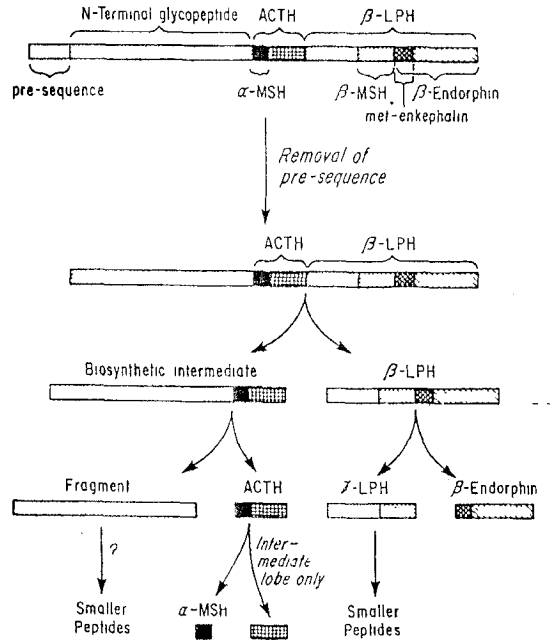 N-Terminal glycopeptide ACTH β-LPH
pre-sequence α-MSH β-MSH β-Endorphin
met-enkephalin
Removal of
pre-sequence
ACTH β-LPH
Biosynthetic intermediate β-LPH
Fragment ACTH γ-LPH β-Endorphin
?
Inter-
mediate
lobe only
Smaller
Peptides
α-MSH
Smaller
Peptides